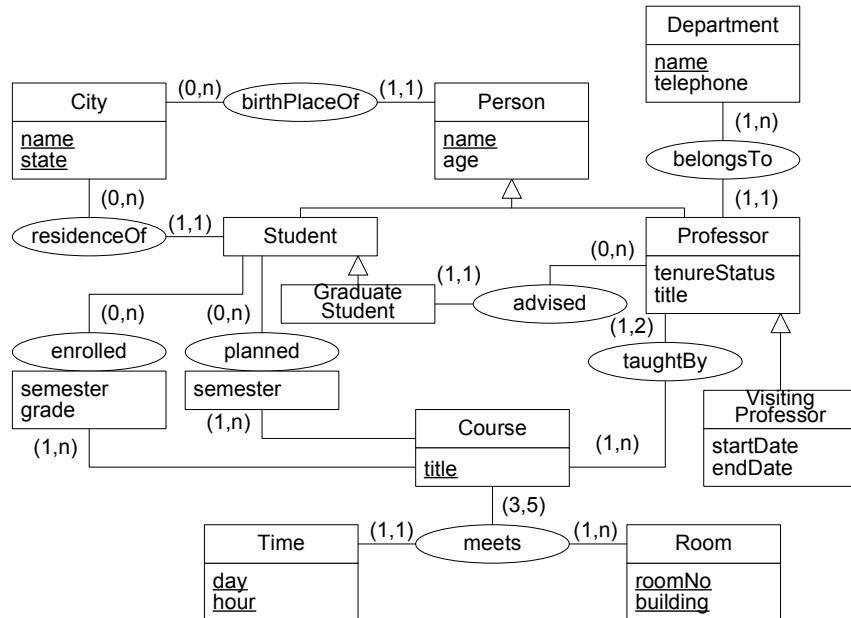 Department
name
telephone
(0,n)
(1,1)
City
birthPlaceOf
Person
name
state
name
age
(1,n)
belongsTo
(0,n)
(1,1)
residenceOf
(1,1)
Student
Professor
tenureStatus
title
(0,n)
(1,1)
Graduate
Student
advised
(0,n)
(0,n)
(1,2)
enrolled
planned
taughtBy
semester
grade
semester
Visiting
Professor
startDate
endDate
(1,n)
(1,n)
Course
title
(1,n)
(3,5)
Time
(1,1)
meets
(1,n)
Room
day
hour
roomNo
building